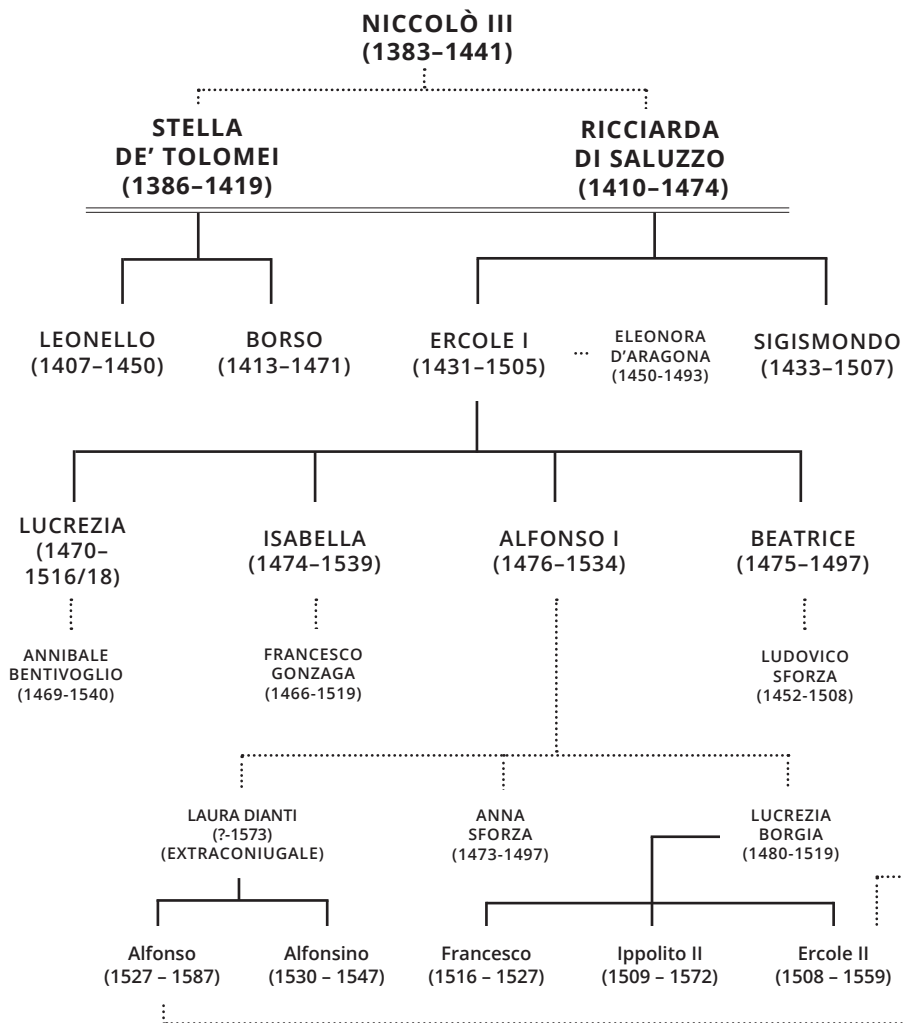 NICCOLÒ III
(1383–1441)
STELLA
DE’ TOLOMEI
(1386–1419)
RICCIARDA
DI SALUZZO
(1410–1474)
LEONELLO
(1407–1450)
BORSO
(1413–1471)
ERCOLE I
(1431–1505)
...
ELEONORA
D’ARAGONA
(1450-1493)
SIGISMONDO
(1433–1507)
LUCREZIA
(1470–
1516/18)
ISABELLA
(1474–1539)
ALFONSO I
(1476–1534)
BEATRICE
(1475–1497)
ANNIBALE
BENTIVOGLIO
(1469-1540)
FRANCESCO
GONZAGA
(1466-1519)
LUDOVICO
SFORZA
(1452-1508)
LAURA DIANTI
(?-1573)
(EXTRACONIUGALE)
ANNA
SFORZA
(1473-1497)
LUCREZIA
BORGIA
(1480-1519)
Alfonso
(1527 – 1587)
Alfonsino
(1530 – 1547)
Francesco
(1516 – 1527)
Ippolito II
(1509 – 1572)
Ercole II
(1508 – 1559)